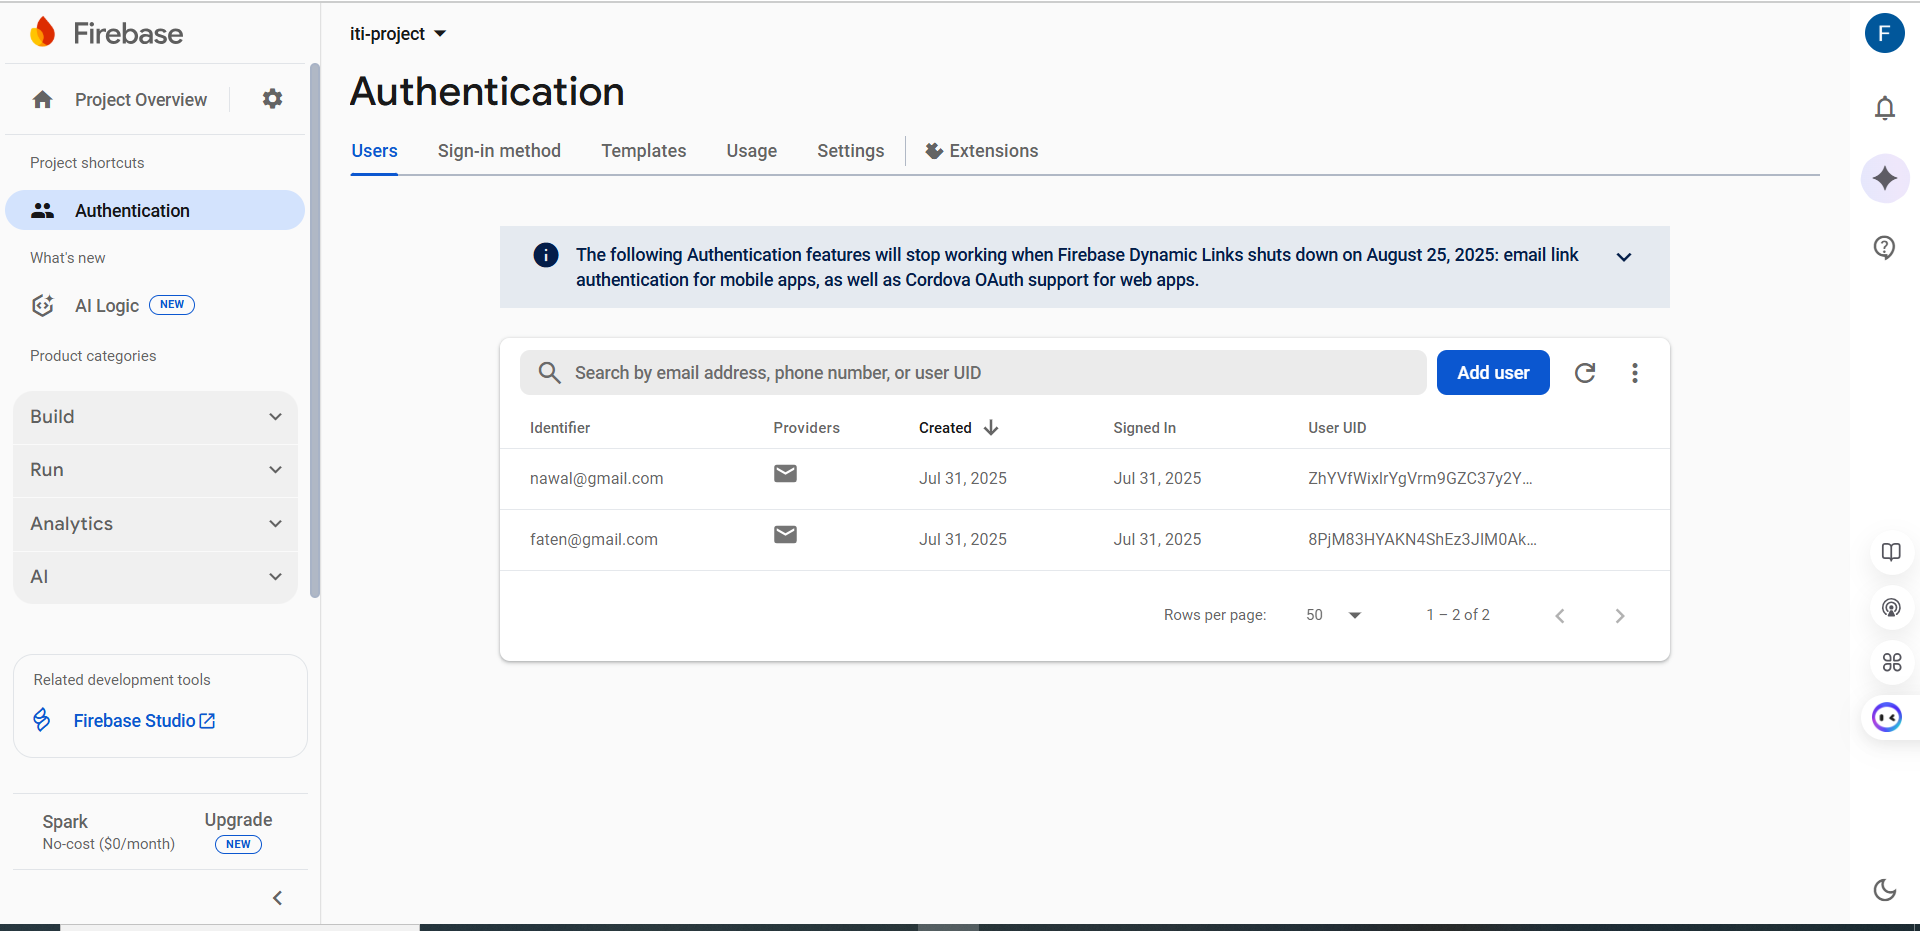 Firebase
Project Overview
Project shortcuts
Authentication
What's new
AI Logic NEW
Product categories
Build
Run
Analytics
AI
Related development tools
Firebase Studio
Spark
No-cost ($0/month)
Upgrade
NEW
iti-project
Authentication
Users Sign-in method Templates Usage Settings Extensions
The following Authentication features will stop working when Firebase Dynamic Links shuts down on August 25, 2025: email link
authentication for mobile apps, as well as Cordova OAuth support for web apps.
Search by email address, phone number, or user UID
Add user
Identifier Providers Created Signed In User UID
nawal@gmail.com Jul 31, 2025 Jul 31, 2025 ZhYVfWixIrYgVrm9GZC37y2Y...
faten@gmail.com Jul 31, 2025 Jul 31, 2025 8PjM83HYAKN4ShEz3JIM0Ak...
Rows per page: 50 1 – 2 of 2
F